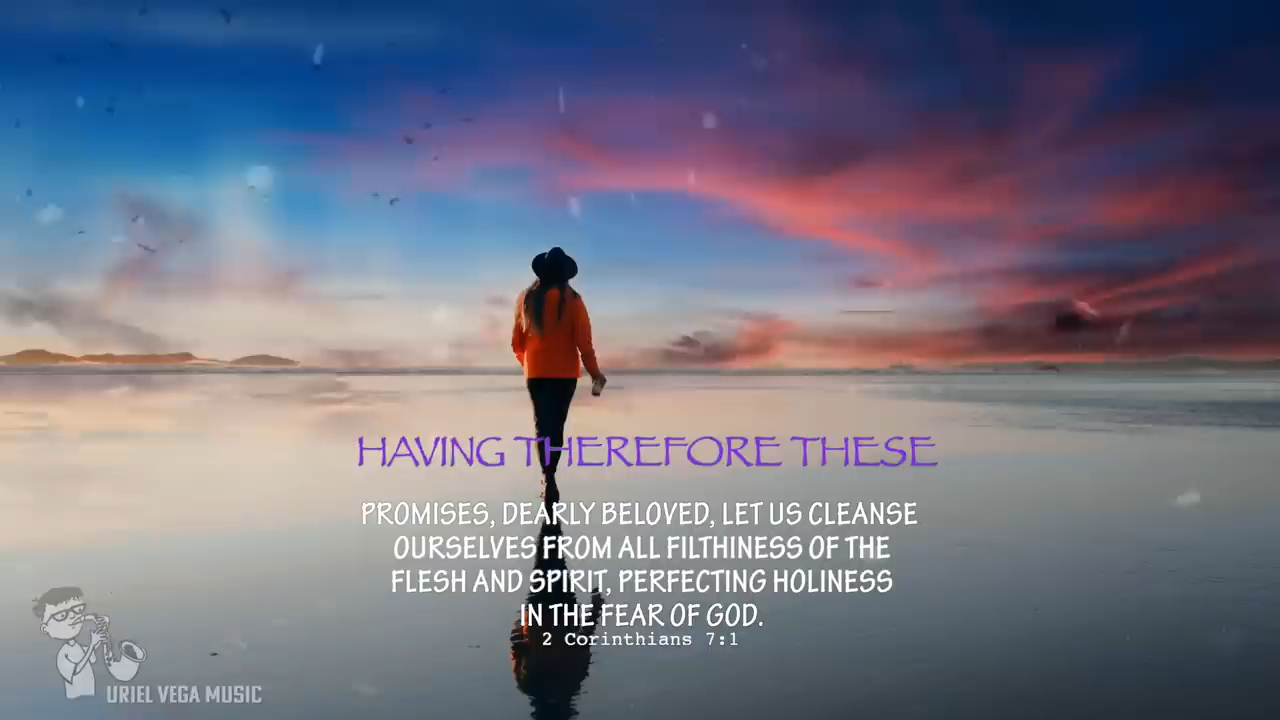 HAVING THEREFORE THESE
PROMISES, DEARLY BELOVED, LET US CLEANSE
OURSELVES FROM ALL FILTHINESS OF THE
FLESH AND SPIRIT, PERFECTING HOLINESS
IN THE FEAR OF GOD.
2 Corinthians 7:1
URIEL VEGA MUSIC